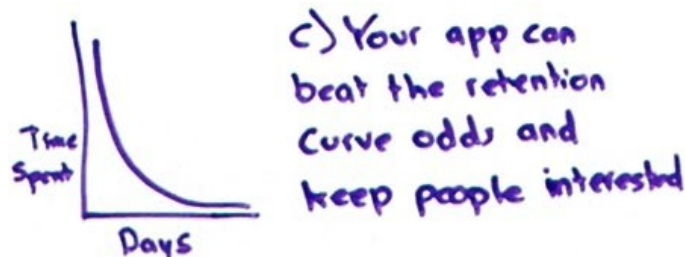 Time
Spent
Days
c) Your app can
beat the retention
curve odds and
keep people interested